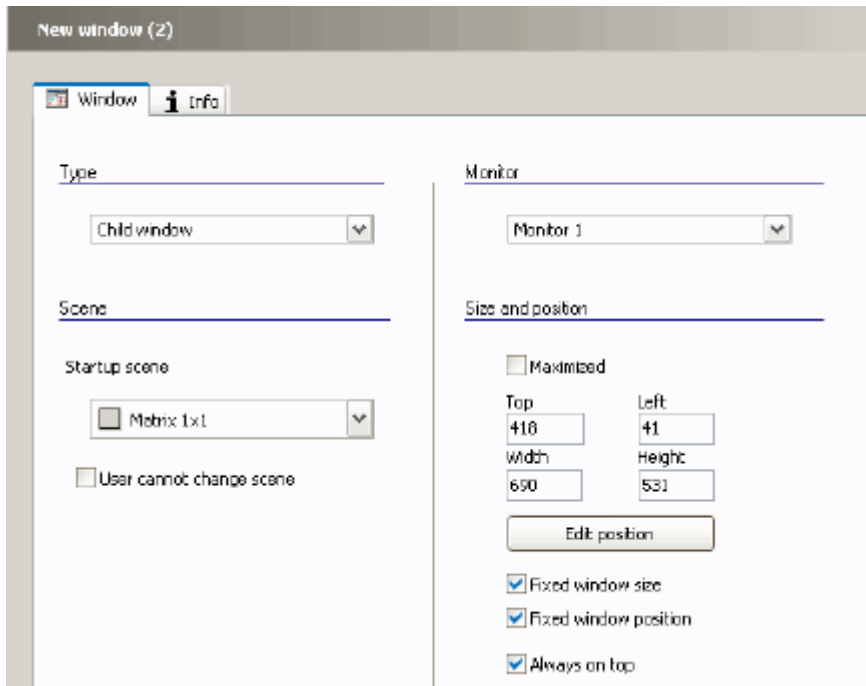 New window (2)
Window
Info
Type
Child window
Scene
Startup scene
Matrix 1x1
User cannot change scene
Monitor
Monitor 1
Size and position
Maximized
Top Left
418 41
Width Height
690 531
Edit position
Fixed window size
Fixed window position
Always on top